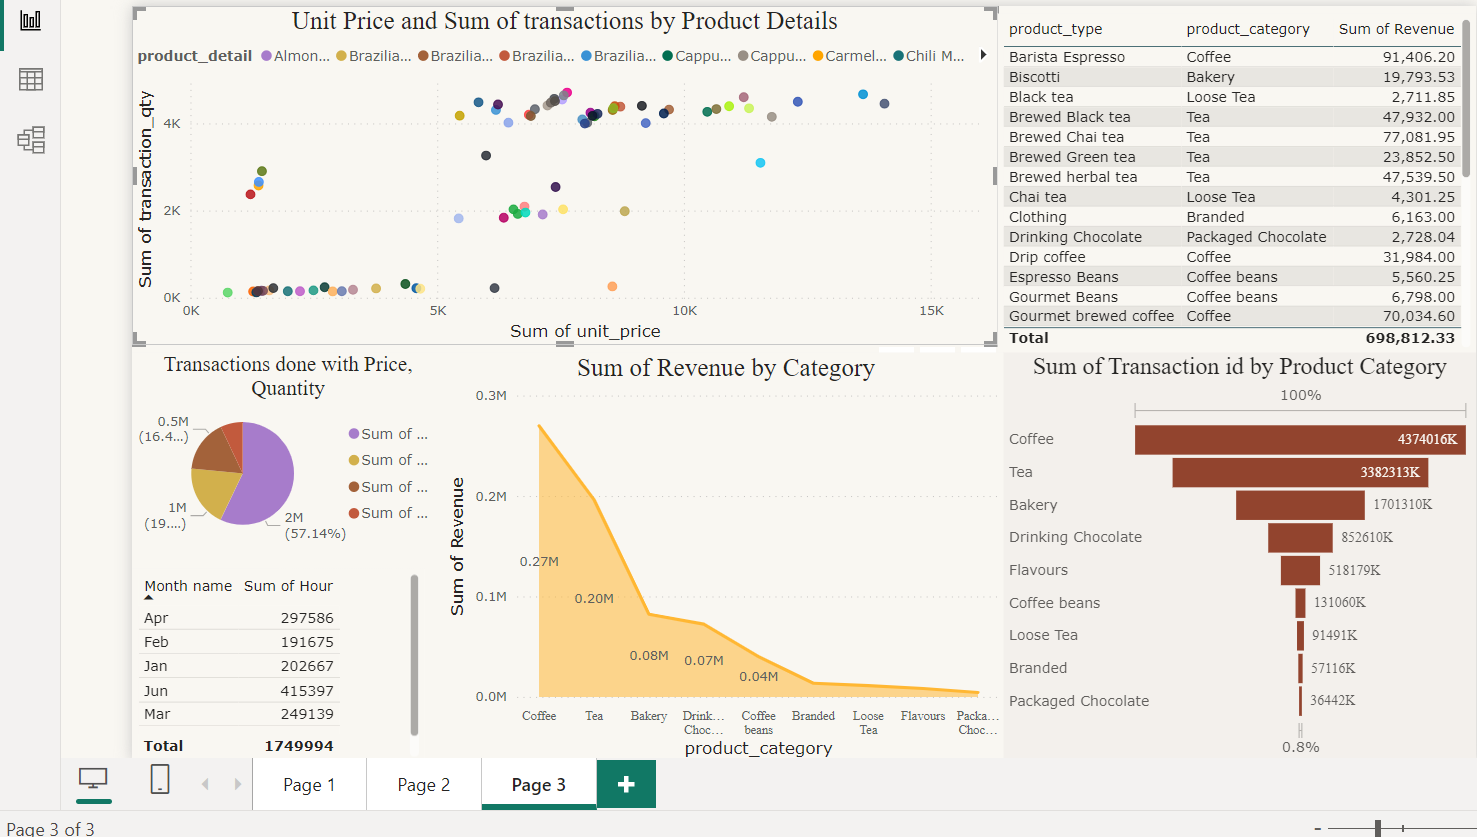 Unit Price and Sum of transactions by Product Details
product_detail Almon... Brazilia... Brazilia... Brazilia... Brazilia... Cappu... Cappu... Carmel... Chili M...
Sum of transaction_qty
4K
2K
0K
0K 5K 10K 15K
Sum of unit_price
product_type product_category Sum of Revenue
Barista Espresso Coffee 91,406.20
Biscotti Bakery 19,793.53
Black tea Loose Tea 2,711.85
Brewed Black tea Tea 47,932.00
Brewed Chai tea Tea 77,081.95
Brewed Green tea Tea 23,852.50
Brewed herbal tea Tea 47,539.50
Chai tea Loose Tea 4,301.25
Clothing Branded 6,163.00
Drinking Chocolate Packaged Chocolate 2,728.04
Drip coffee Coffee 31,984.00
Espresso Beans Coffee beans 5,560.25
Gourmet Beans Coffee beans 6,798.00
Gourmet brewed coffee Coffee 70,034.60
Total 698,812.33
Transactions done with Price,
Quantity
0.5M
(16.4...)
1M
(19....)
2M
(57.14%)
Sum of ...
Sum of ...
Sum of ...
Sum of ...
Month name Sum of Hour
Apr 297586
Feb 191675
Jan 202667
Jun 415397
Mar 249139
Total 1749994
Sum of Revenue by Category
Sum of Revenue
0.3M
0.2M
0.1M
0.0M
0.27M
0.20M
0.08M
0.07M
0.04M
Coffee Tea Bakery Drink... Coffee Branded Loose Flavours Packa...
Choc... beans Tea Choc...
product_category
Sum of Transaction id by Product Category
100%
Coffee 4374016K
Tea 3382313K
Bakery 1701310K
Drinking Chocolate 852610K
Flavours 518179K
Coffee beans 131060K
Loose Tea 91491K
Branded 57116K
Packaged Chocolate 36442K
0.8%
Page 1 Page 2 Page 3 +
Page 3 of 3 -